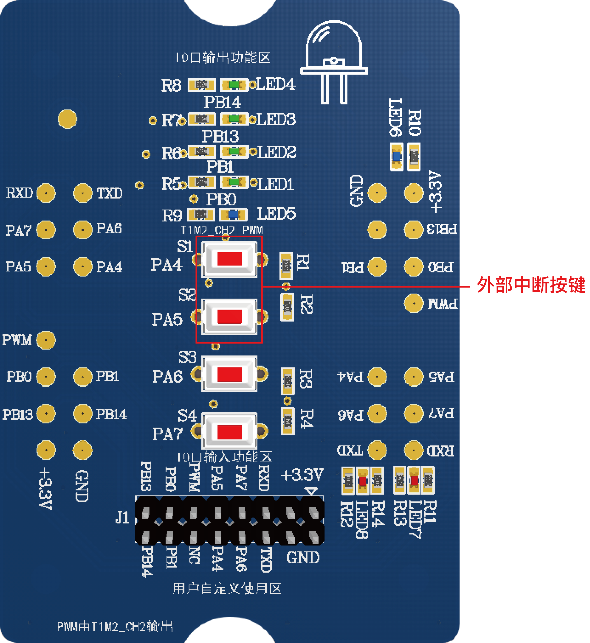 IO口输出功能区
R8 LED4
PB14
R7 LED3
PB13
R6 LED2
PB1
R5 LED1
PB0
R9 LED5
T1M2_CH2_PWM
S1
PA4
R1
S2
PA5
R2
S3
PA6
R3
S4
PA7
R4
IO口输入功能区
外部中断按键
LED6 R10
RXD TXD
PA7 PA6
PA5 PA4
PWM
PB0 PB1
PB13 PB14
+3.3V GND
GND +3.3V
PB13
PB1 PB0
PWM
PA4 PA5
PA6 PA7
TXD RXD
R12 LED8 R14 R13 LED7 R11
PB13 PB0 PWM PA5 PA7 RXD +3.3V
J1
PB14 PB1 NC PA4 PA6 TXD GND
用户自定义使用区
PWM由T1M2_CH2输出